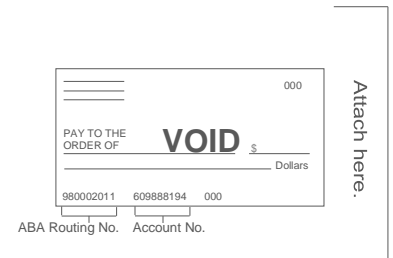 000
PAY TO THE
ORDER OF
VOID
$
Dollars
980002011 609888194 000
ABA Routing No. Account No.
Attach here.